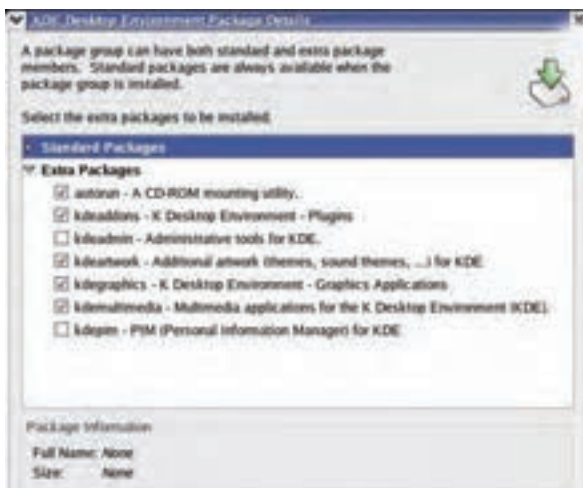 KDE Desktop Environment Package Details
A package group can have both standard and extra package
members. Standard packages are always available when the
package group is installed.
Select the extra packages to be installed.
Standard Packages
Extra Packages
autorun - A CD-ROM mounting utility.
kdeaddons - K Desktop Environment - Plugins
kdeadmin - Administrative tools for KDE.
kdeartwork - Additional artwork (themes, sound themes, ...) for KDE
kdegraphics - K Desktop Environment - Graphics Applications
kdemultimedia - Multimedia applications for the K Desktop Environment (KDE).
kdepim - PIM (Personal Information Manager) for KDE
Package Information
Full Name: None
Size: None